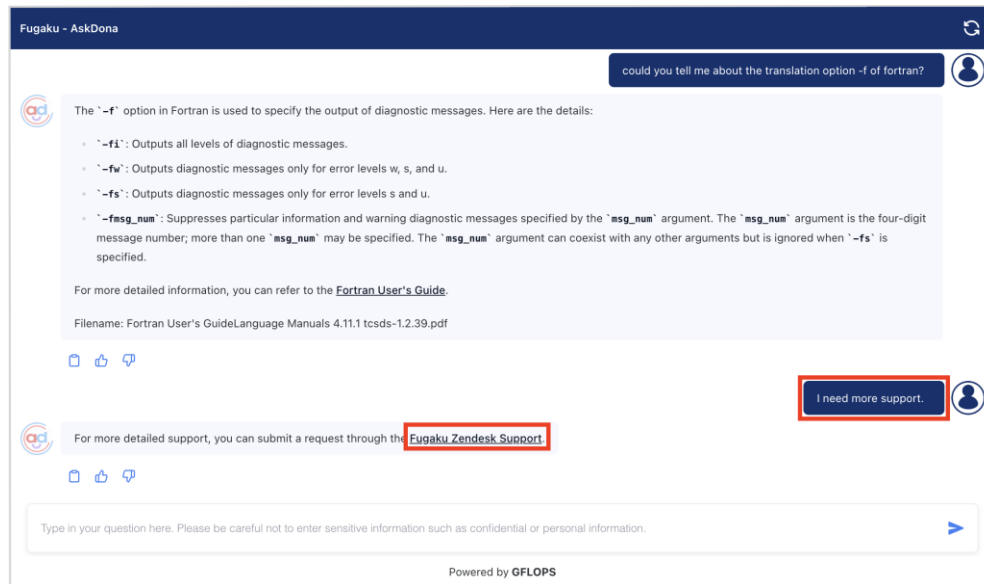 Fugaku - AskDona
could you tell me about the translation option -f of fortran?
ad
The `-f` option in Fortran is used to specify the output of diagnostic messages. Here are the details:
`-fi`: Outputs all levels of diagnostic messages.
`-fw`: Outputs diagnostic messages only for error levels w, s, and u.
`-fs`: Outputs diagnostic messages only for error levels s and u.
`-fmsg_num`: Suppresses particular information and warning diagnostic messages specified by the `msg_num` argument. The `msg_num` argument is the four-digit
message number; more than one `msg_num` may be specified. The `msg_num` argument can coexist with any other arguments but is ignored when `-fs` is
specified.
For more detailed information, you can refer to the Fortran User's Guide.
Filename: Fortran User's GuideLanguage Manuals 4.11.1 tcsds-1.2.39.pdf
I need more support.
ad
For more detailed support, you can submit a request through the Fugaku Zendesk Support.
Type in your question here. Please be careful not to enter sensitive information such as confidential or personal information.
Powered by GFLOPS